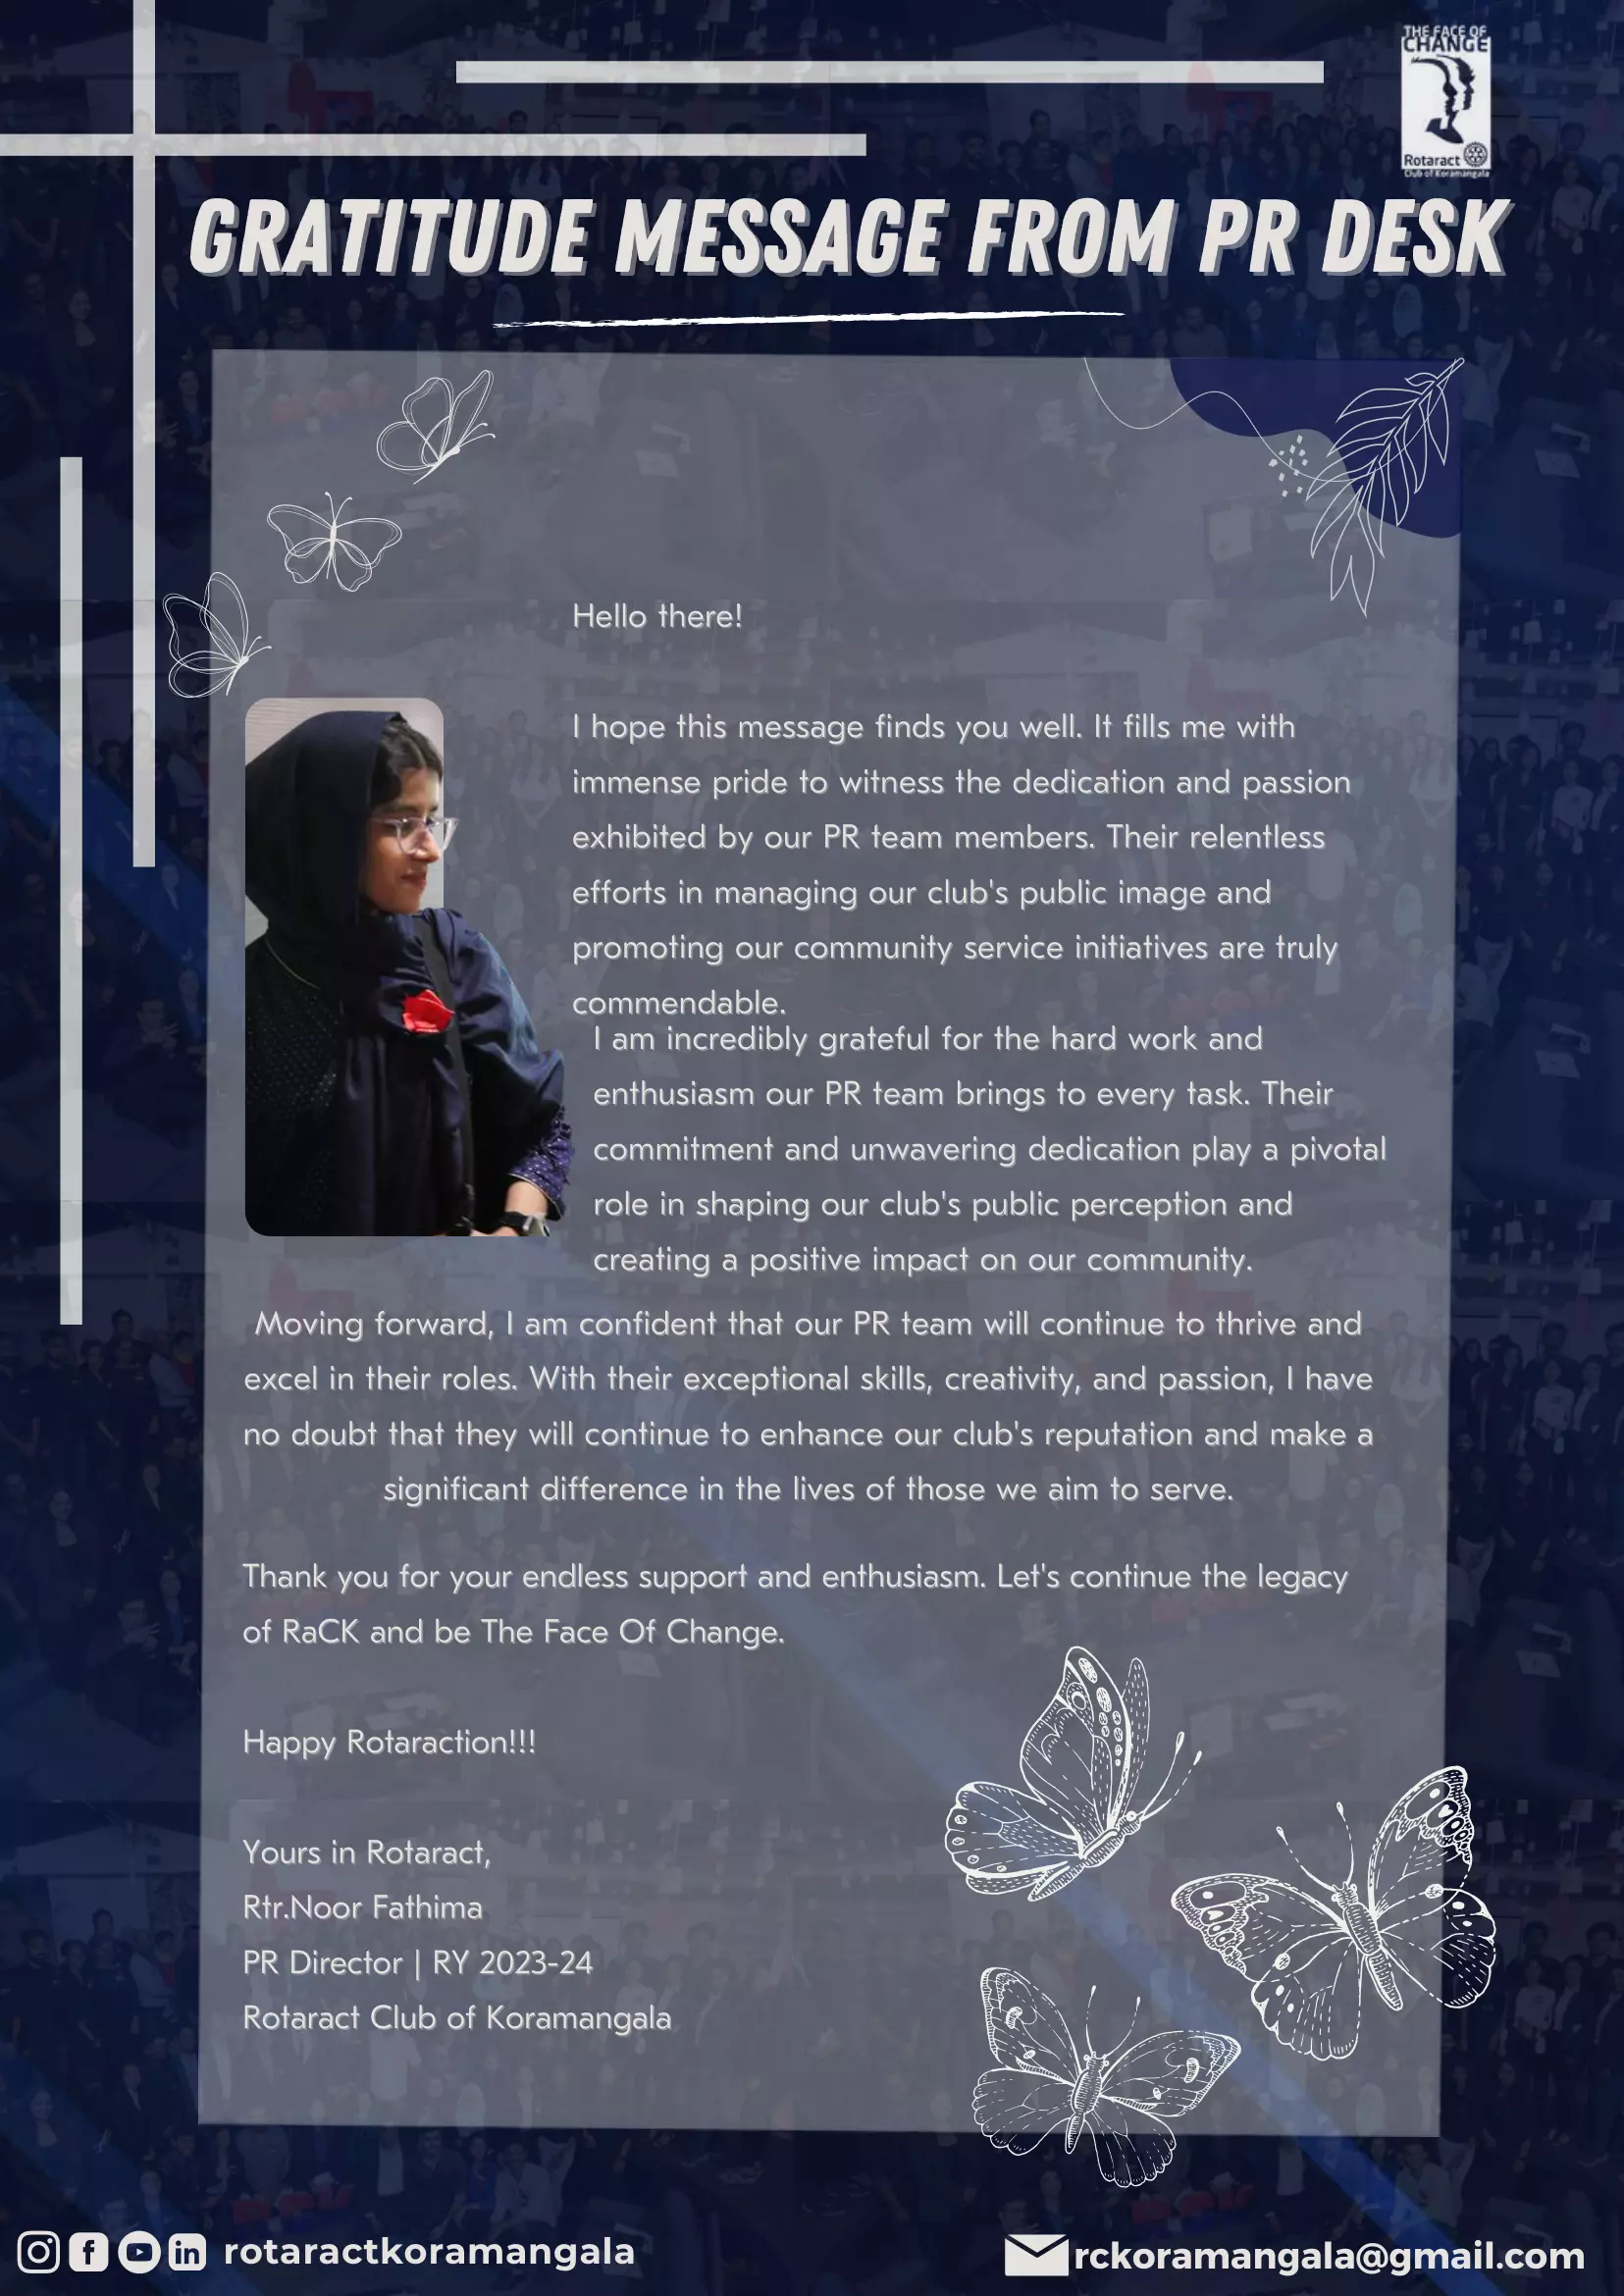 THE FACE OF
CHANGE
Rotaract
Club of Koramangala
GRATITUDE MESSAGE FROM PR DESK
Hello there!
I hope this message finds you well. It fills me with
immense pride to witness the dedication and passion
exhibited by our PR team members. Their relentless
efforts in managing our club's public image and
promoting our community service initiatives are truly
commendable.
I am incredibly grateful for the hard work and
enthusiasm our PR team brings to every task. Their
commitment and unwavering dedication play a pivotal
role in shaping our club's public perception and
creating a positive impact on our community.
Moving forward, I am confident that our PR team will continue to thrive and
excel in their roles. With their exceptional skills, creativity, and passion, I have
no doubt that they will continue to enhance our club's reputation and make a
significant difference in the lives of those we aim to serve.
Thank you for your endless support and enthusiasm. Let's continue the legacy
of RaCK and be The Face Of Change.
Happy Rotaraction!!!
Yours in Rotaract,
Rtr.Noor Fathima
PR Director | RY 2023-24
Rotaract Club of Koramangala
rotaractkoramangala
rckoramangala@gmail.com